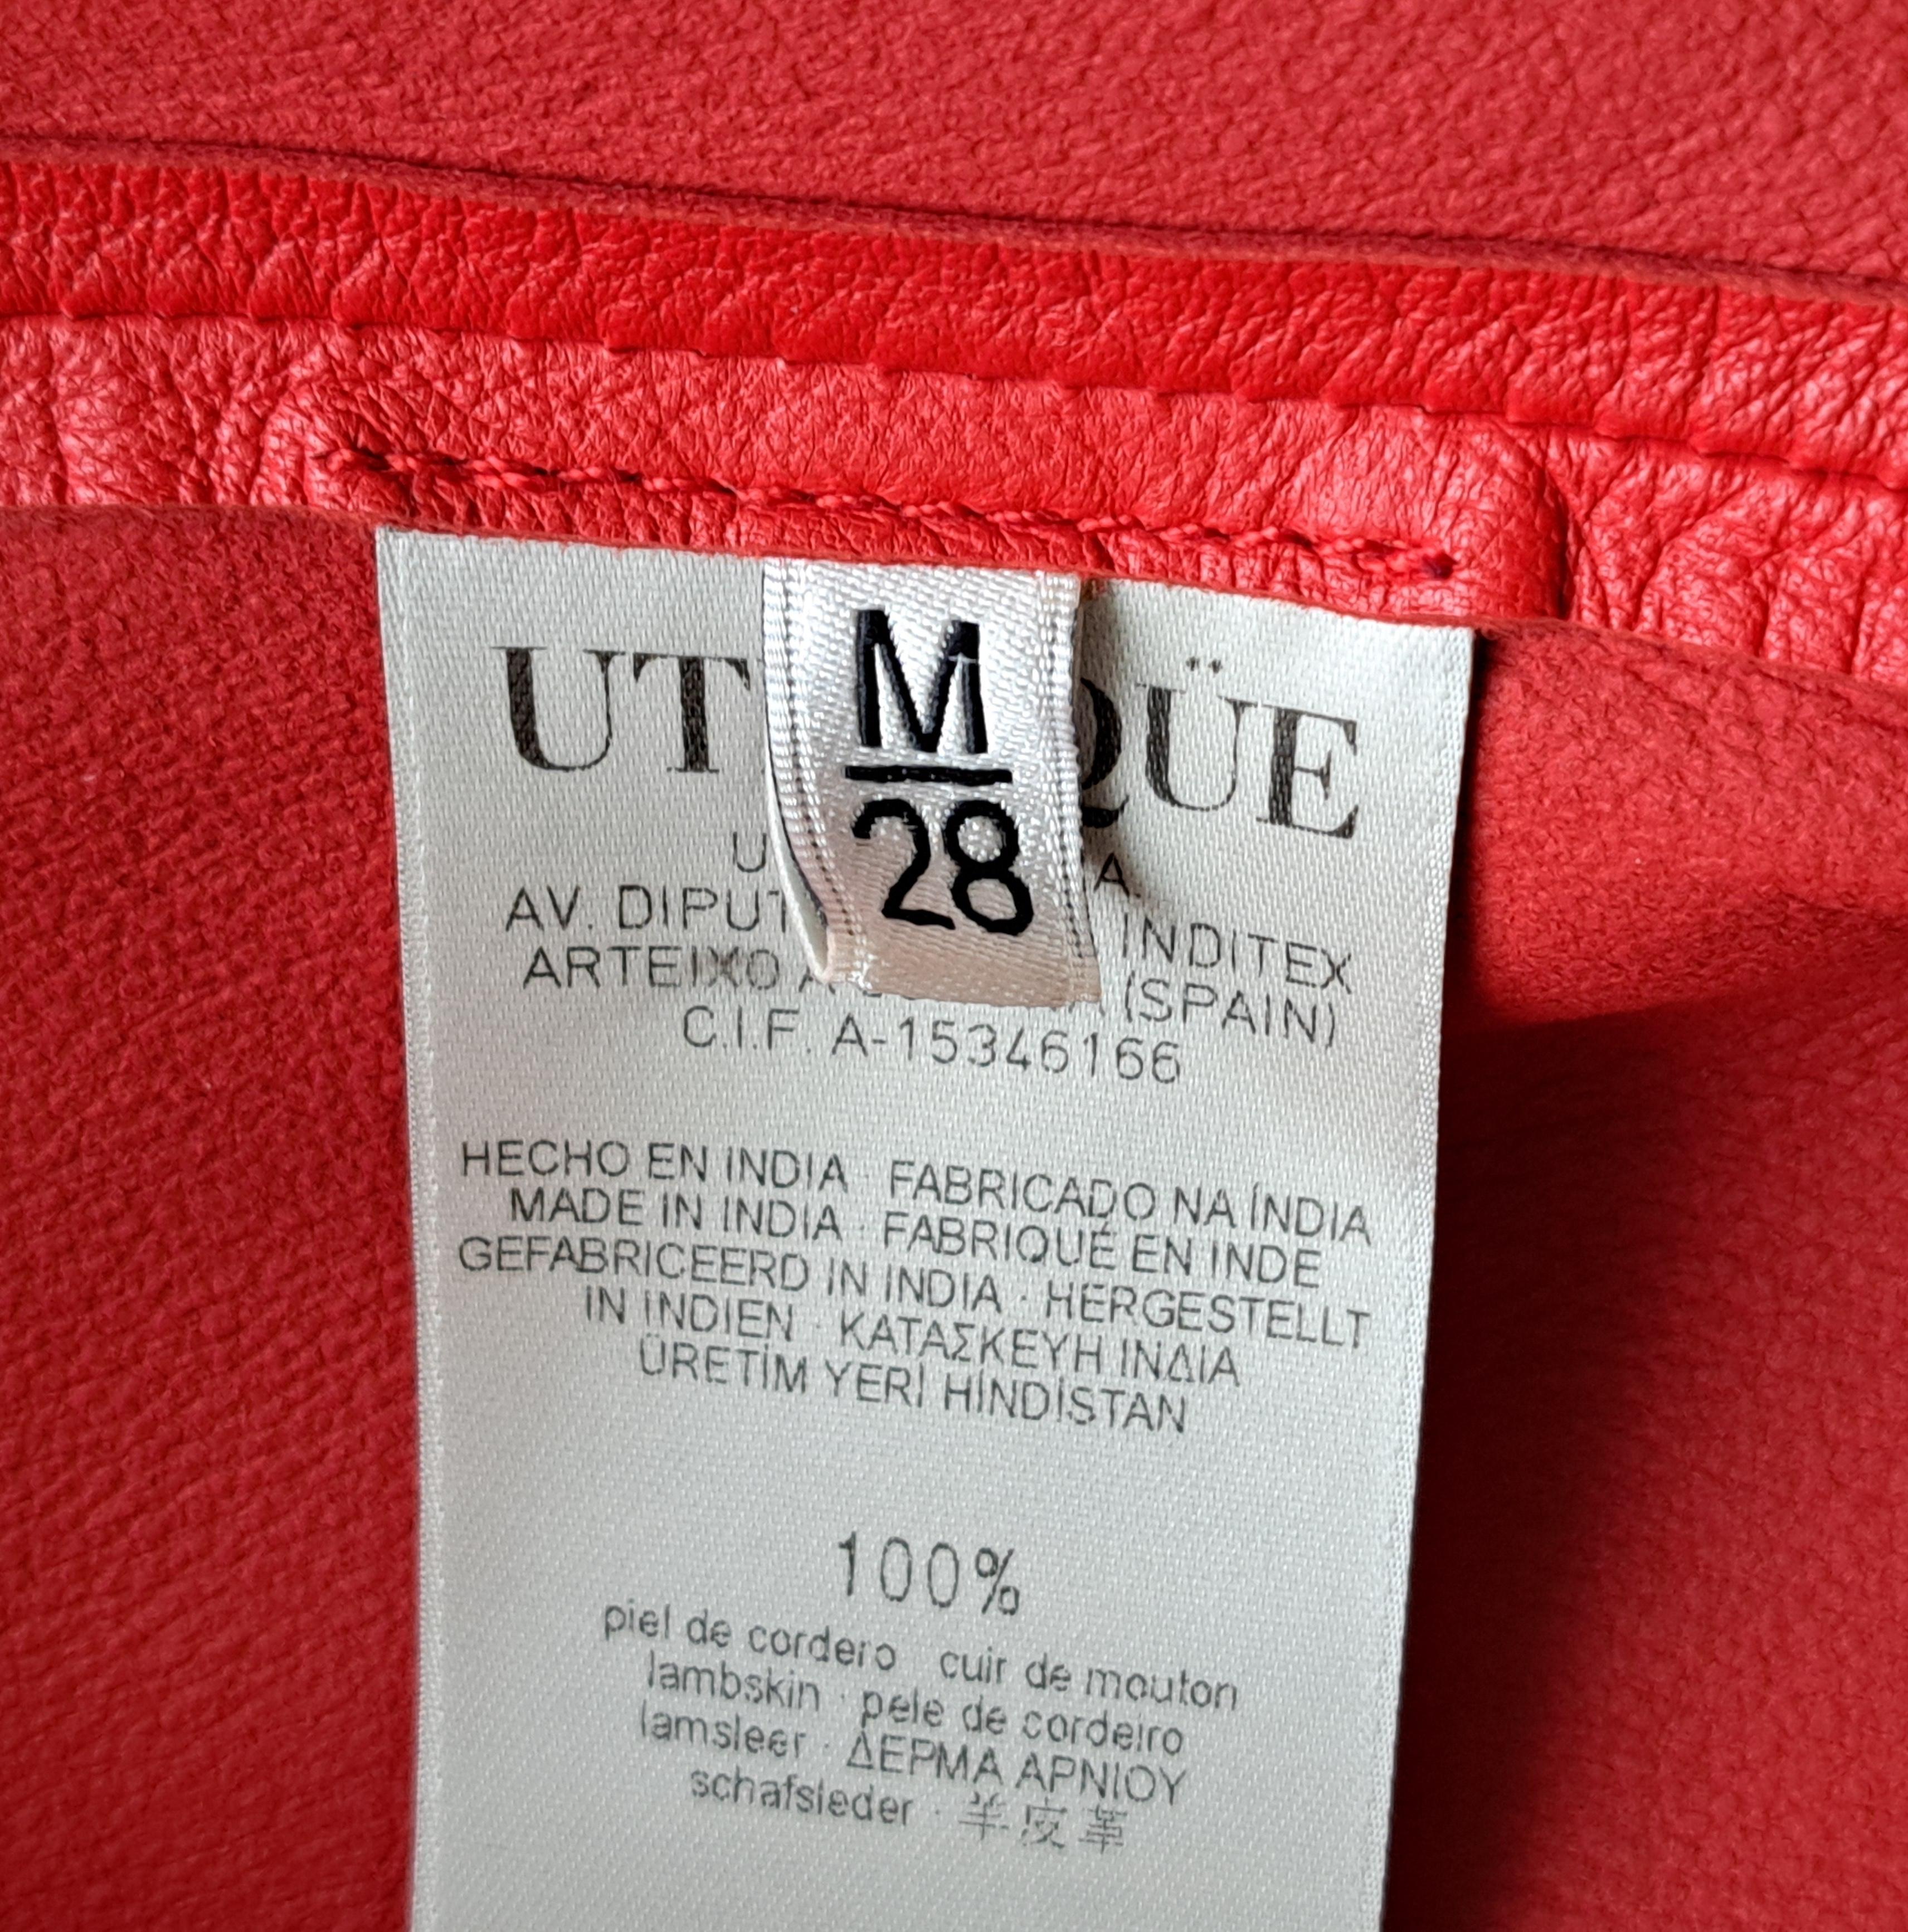 M
28
UT QÜE
AV. DIPUT INDITEX
ARTEIXO (SPAIN)
C.I.F. A-15346166
HECHO EN INDIA · FABRICADO NA ÍNDIA
MADE IN INDIA · FABRIQUÉ EN INDE
GEFABRICEERD IN INDIA · HERGESTELLT
IN INDIEN · ΚΑΤΑΣΚΕΥΗ ΙΝΔΙΑ
ÜRETİM YERİ HİNDİSTAN
100%
piel de cordero cuir de mouton
lambskin · pele de cordeiro
lamsleer · ΔΕΡΜΑ ΑΡΝΙΟΥ
schafsleder · 羊皮革